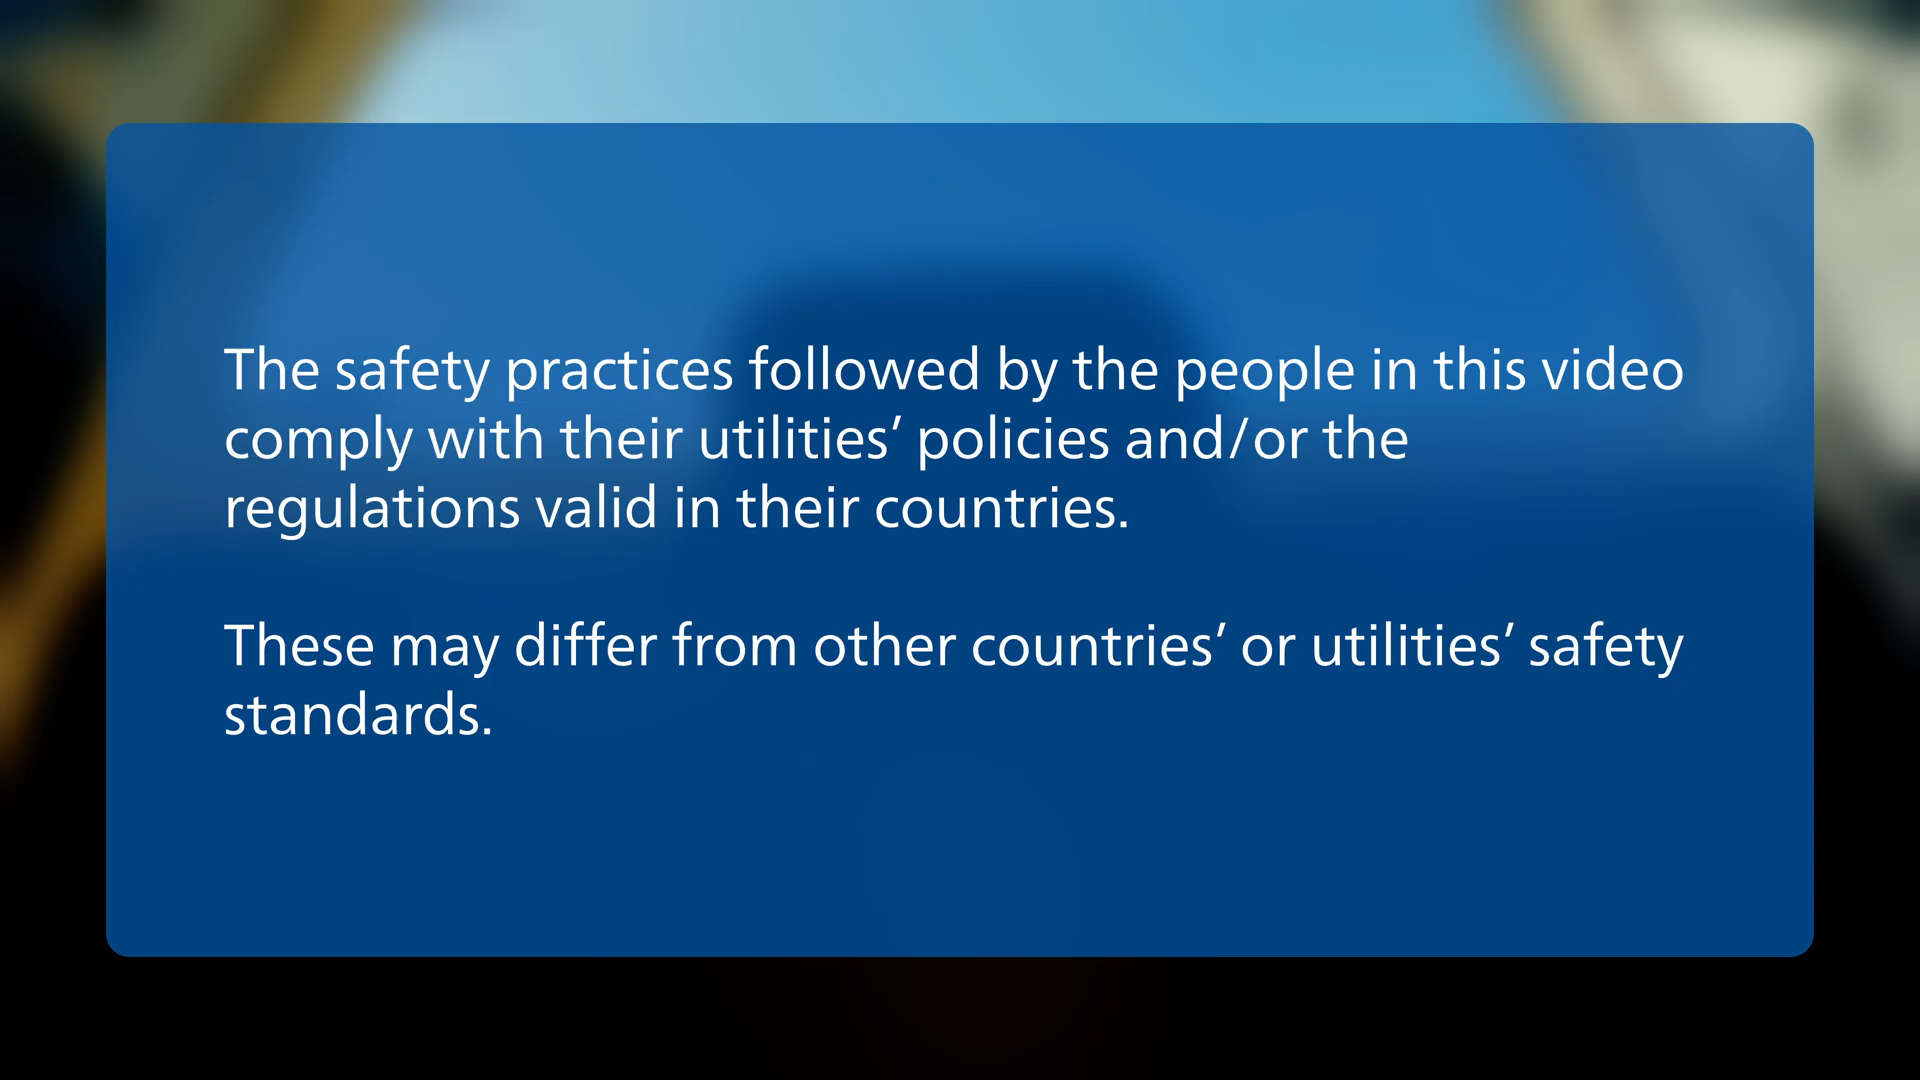 The safety practices followed by the people in this video
comply with their utilities’ policies and/or the
regulations valid in their countries.
These may differ from other countries’ or utilities’ safety
standards.